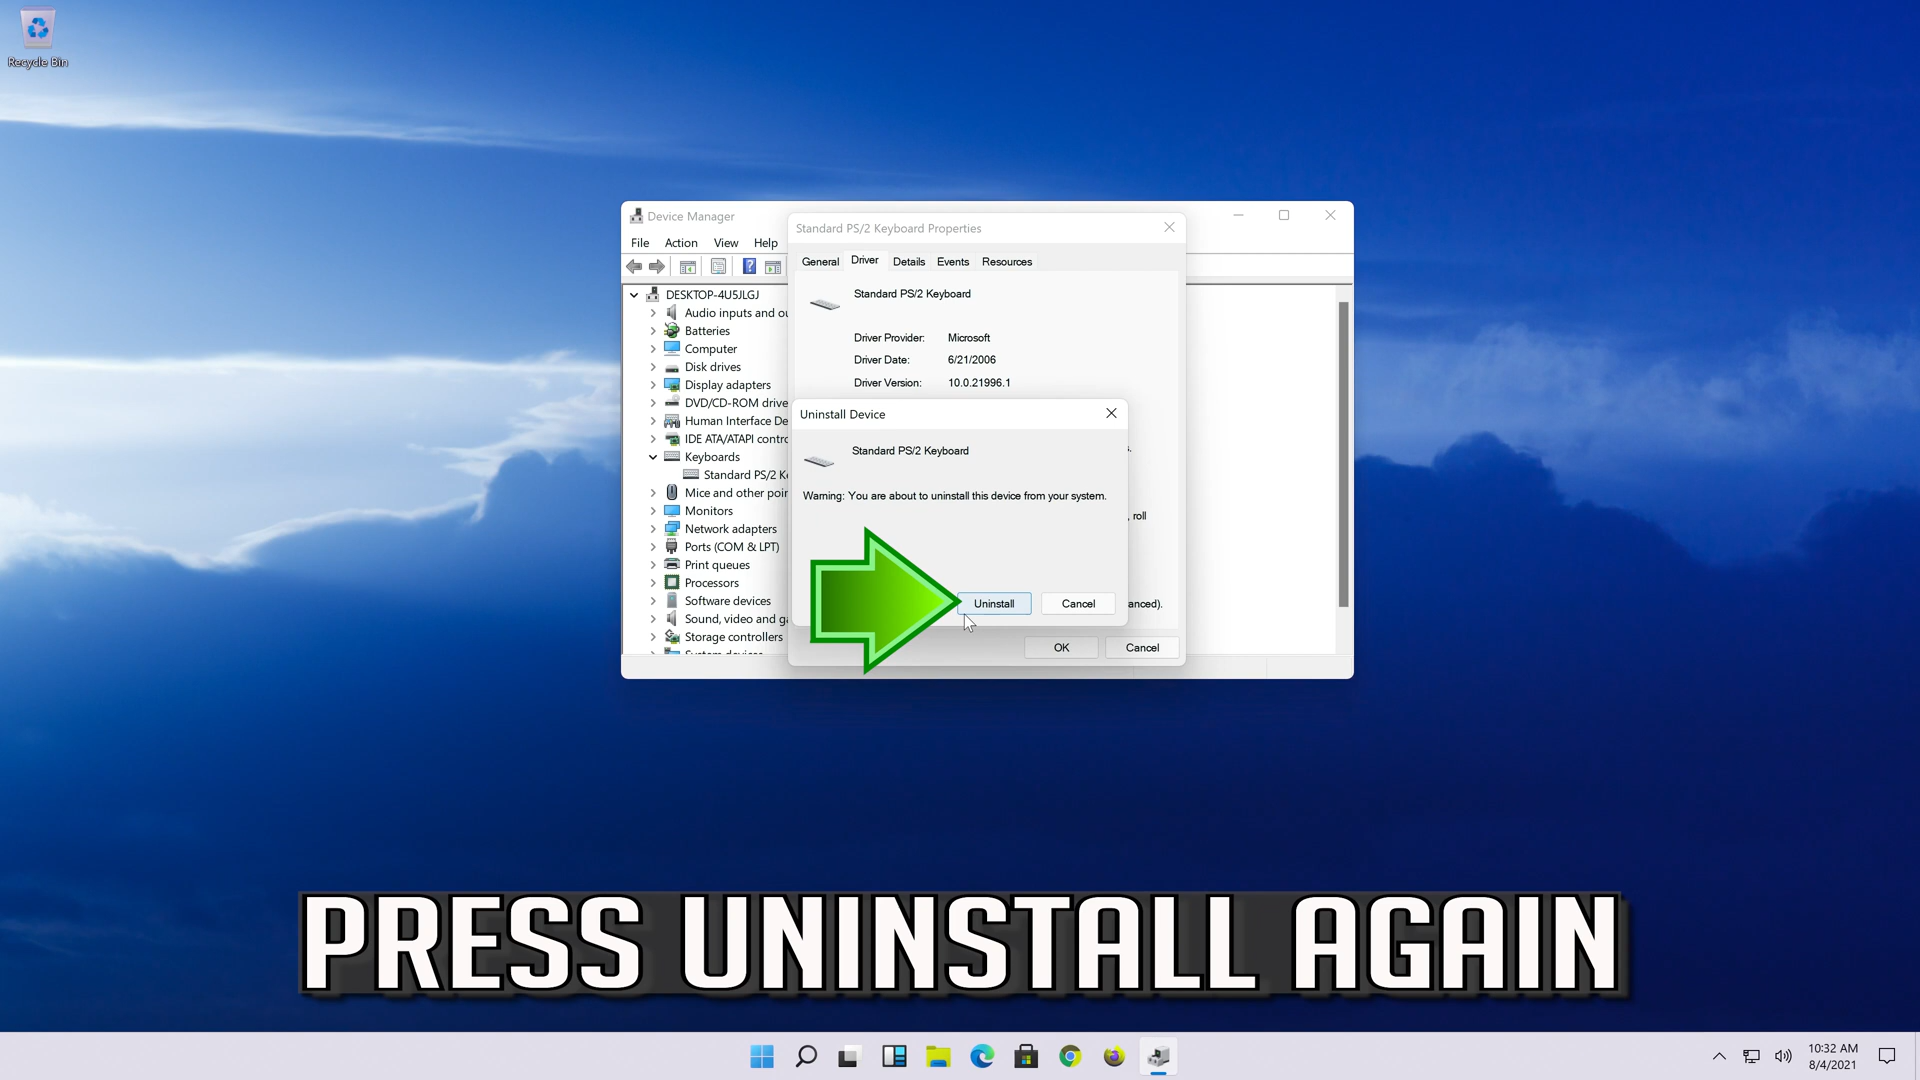 Recycle Bin
Device Manager
File Action View Help
DESKTOP-4U5JLGJ
Audio inputs and ou
Batteries
Computer
Disk drives
Display adapters
DVD/CD-ROM drive
Human Interface De
IDE ATA/ATAPI contro
Keyboards
Standard PS/2 Ke
Mice and other poin
Monitors
Network adapters
Ports (COM & LPT)
Print queues
Processors
Software devices
Sound, video and ga
Storage controllers
System devices
Standard PS/2 Keyboard Properties
General Driver Details Events Resources
Standard PS/2 Keyboard
Driver Provider: Microsoft
Driver Date: 6/21/2006
Driver Version: 10.0.21996.1
s.
, roll
anced).
OK Cancel
Uninstall Device
Standard PS/2 Keyboard
Warning: You are about to uninstall this device from your system.
Uninstall Cancel
PRESS UNINSTALL AGAIN
10:32 AM
8/4/2021